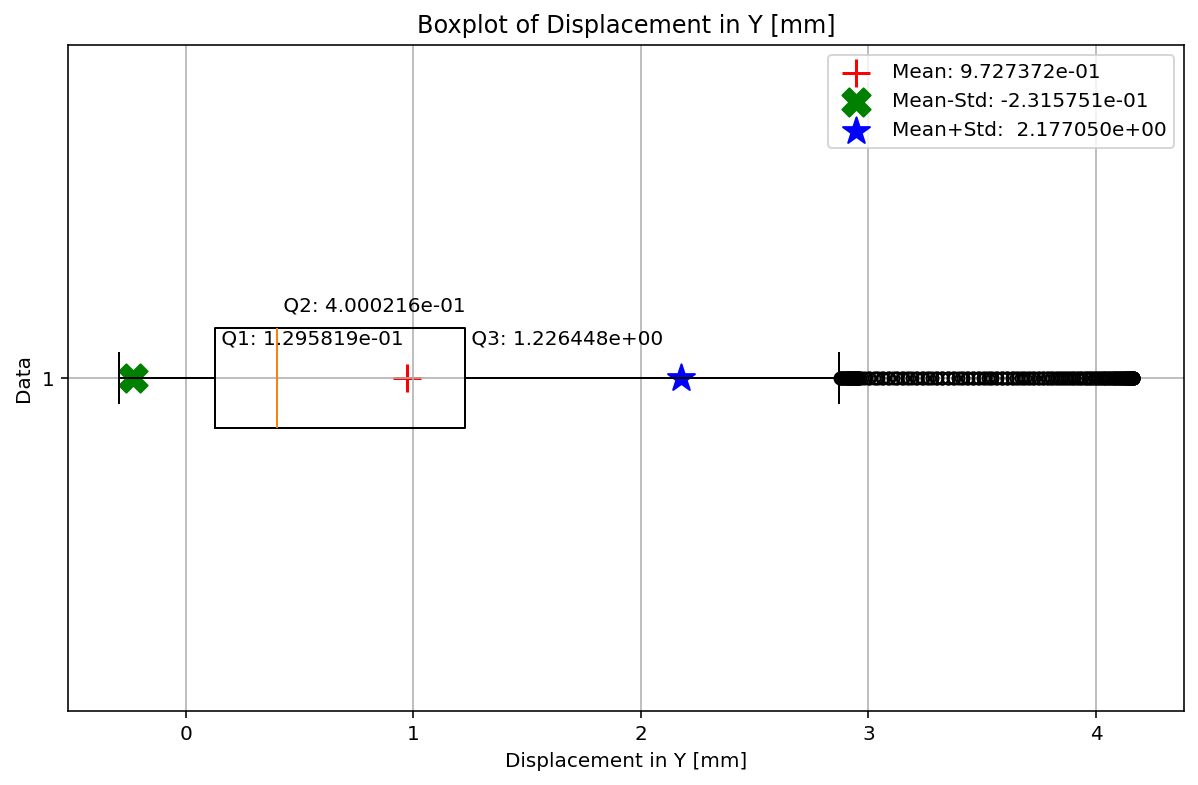 Boxplot of Displacement in Y [mm]
Mean: 9.727372e-01
Mean-Std: -2.315751e-01
Mean+Std:  2.177050e+00
Q2: 4.000216e-01
Q1: 1.295819e-01
Q3: 1.226448e+00
Data
1
0
1
2
3
4
Displacement in Y [mm]